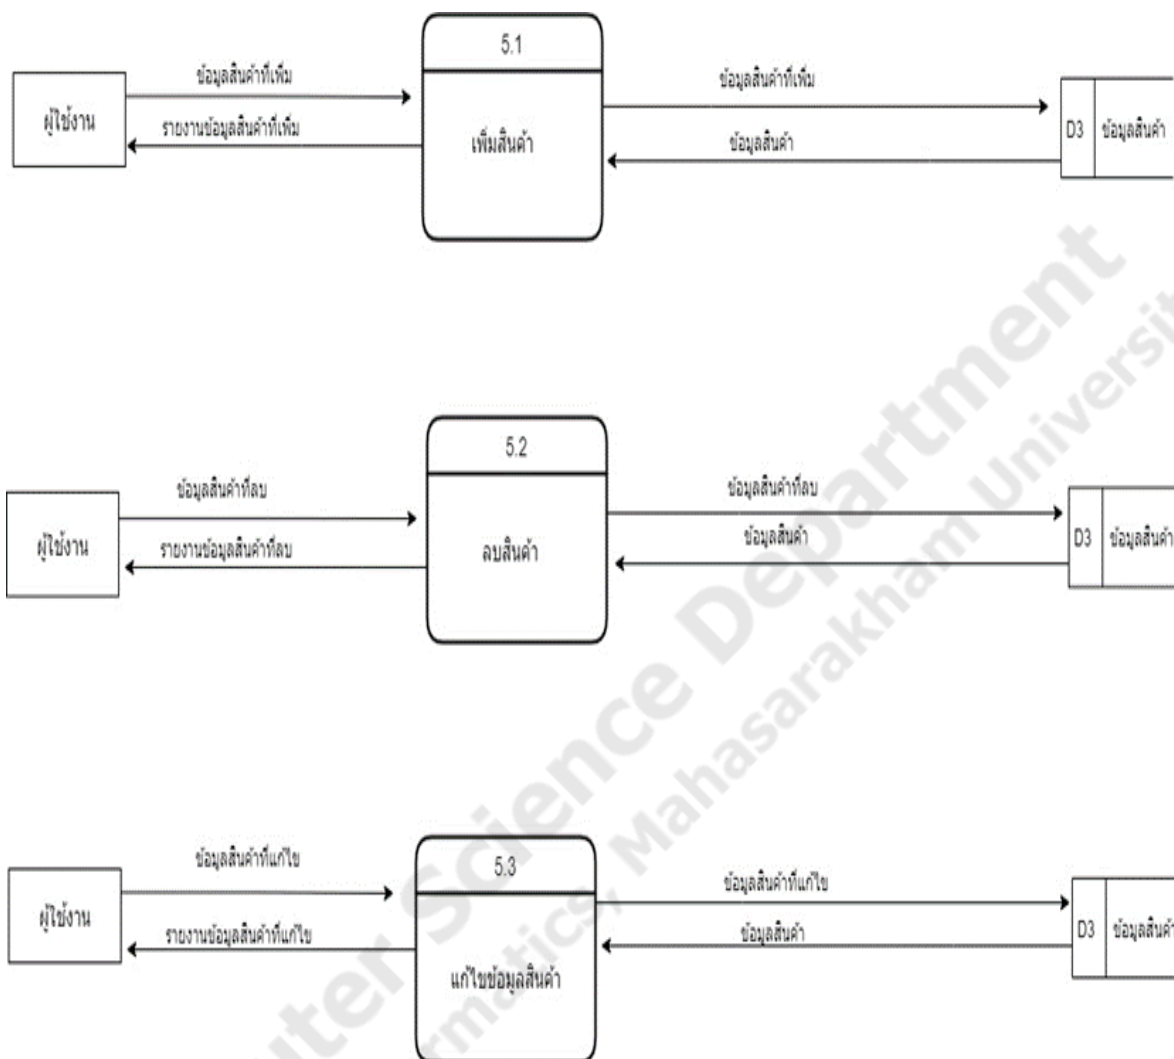 5.1
ข้อมูลสินค้าที่เพิ่ม
ข้อมูลสินค้าที่เพิ่ม
ผู้ใช้งาน
รายงานข้อมูลสินค้าที่เพิ่ม
เพิ่มสินค้า
ข้อมูลสินค้า
D3
ข้อมูลสินค้า
5.2
ข้อมูลสินค้าที่ลบ
ข้อมูลสินค้าที่ลบ
ผู้ใช้งาน
รายงานข้อมูลสินค้าที่ลบ
ลบสินค้า
ข้อมูลสินค้า
D3
ข้อมูลสินค้า
5.3
ข้อมูลสินค้าที่แก้ไข
ข้อมูลสินค้าที่แก้ไข
ผู้ใช้งาน
รายงานข้อมูลสินค้าที่แก้ไข
แก้ไขข้อมูลสินค้า
ข้อมูลสินค้า
D3
ข้อมูลสินค้า
uter Science Department
rmatics, Mahasarakham Universit